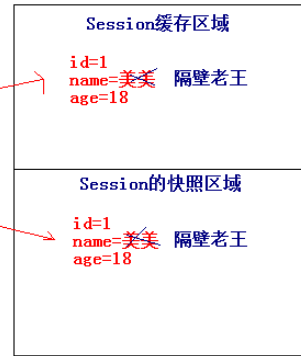 Session缓存区域
id=1
name=美美 隔壁老王
age=18
Session的快照区域
id=1
name=美美 隔壁老王
age=18